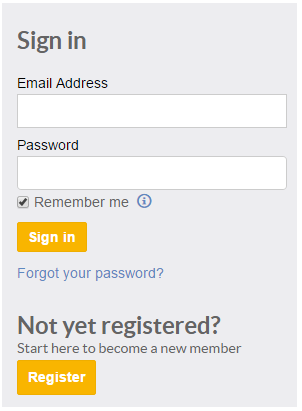 Sign in
Email Address
Password
Remember me
Sign in
Forgot your password?
Not yet registered?
Start here to become a new member
Register